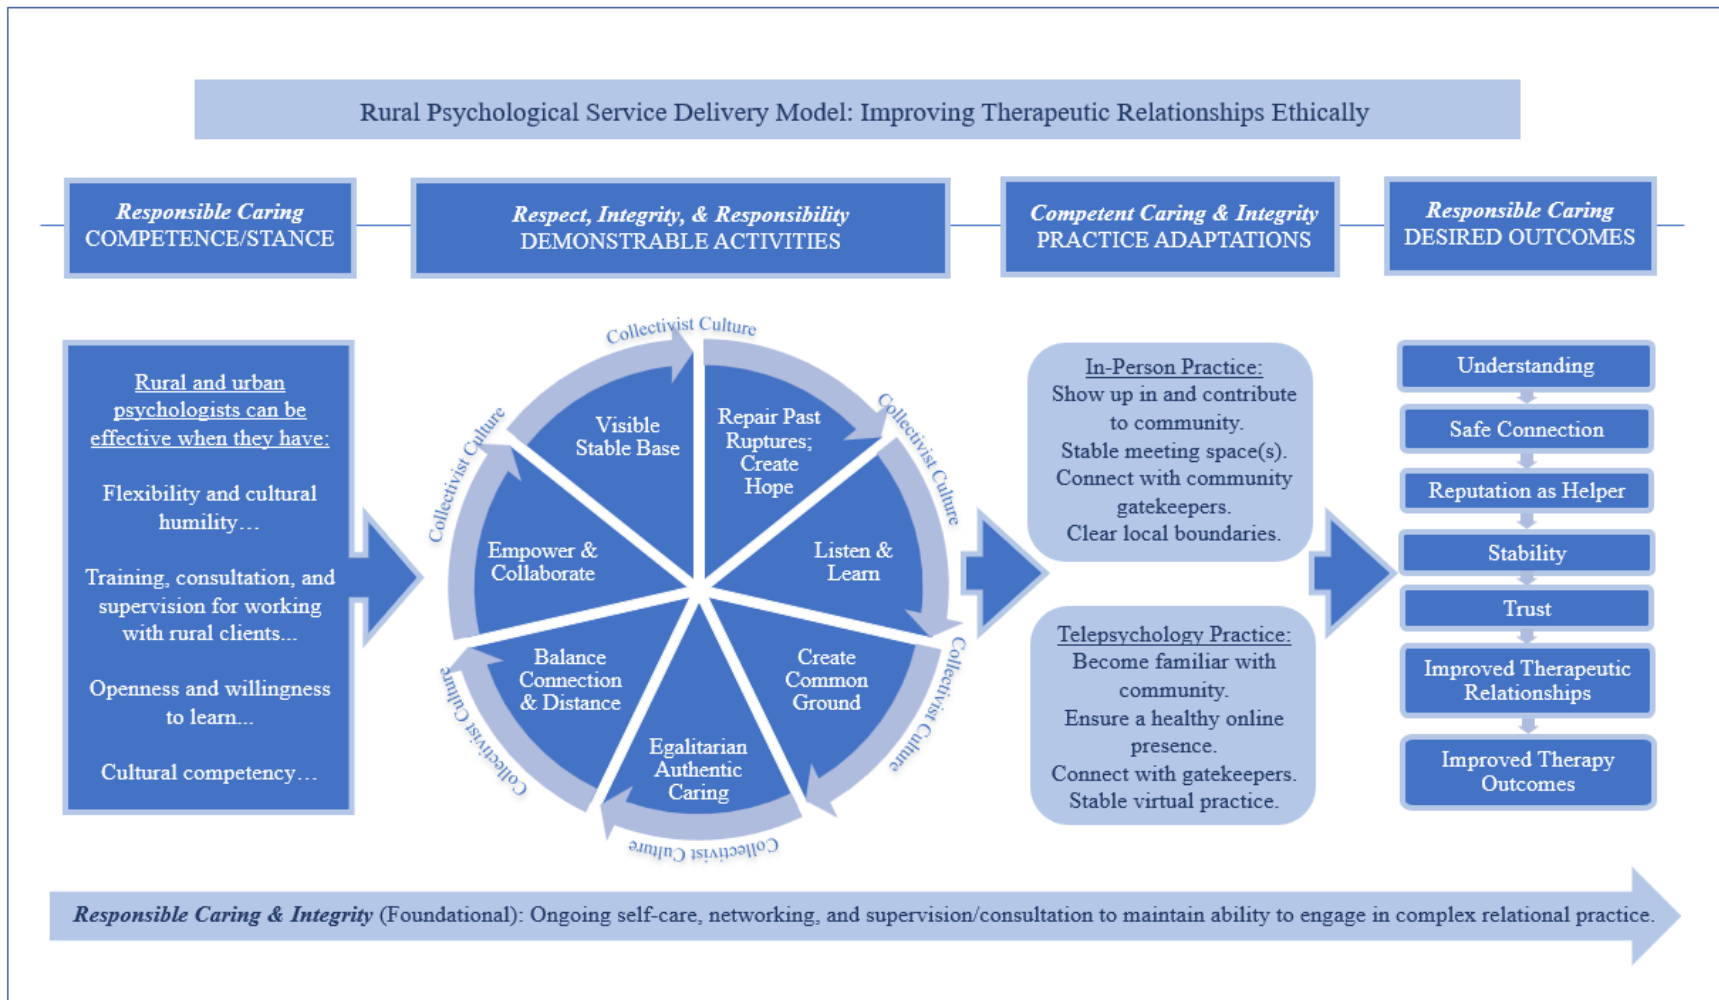 Rural Psychological Service Delivery Model: Improving Therapeutic Relationships Ethically
Responsible Caring
COMPETENCE/STANCE
Respect, Integrity, & Responsibility
DEMONSTRABLE ACTIVITIES
Competent Caring & Integrity
PRACTICE ADAPTATIONS
Responsible Caring
DESIRED OUTCOMES
Rural and urban
psychologists can be
effective when they have:
Flexibility and cultural
humility…
Training, consultation, and
supervision for working
with rural clients...
Openness and willingness
to learn...
Cultural competency…
Collectivist Culture
Collectivist Culture
Collectivist Culture
Collectivist Culture
Collectivist Culture
Collectivist Culture
Visible
Stable Base
Repair Past
Ruptures;
Create
Hope
Listen &
Learn
Create
Common
Ground
Egalitarian
Authentic
Caring
Balance
Connection
& Distance
Empower &
Collaborate
In-Person Practice:
Show up in and contribute
to community.
Stable meeting space(s).
Connect with community
gatekeepers.
Clear local boundaries.
Telepsychology Practice:
Become familiar with
community.
Ensure a healthy online
presence.
Connect with gatekeepers.
Stable virtual practice.
Understanding
Safe Connection
Reputation as Helper
Stability
Trust
Improved Therapeutic
Relationships
Improved Therapy
Outcomes
Responsible Caring & Integrity (Foundational): Ongoing self-care, networking, and supervision/consultation to maintain ability to engage in complex relational practice.